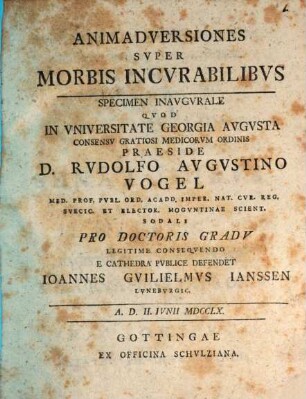 ANIMADVERSIONES
SVPER
MORBIS INCVRABILIBVS
SPECIMEN INAVGVRALE
QVOD
IN VNIVERSITATE GEORGIA AVGVSTA
CONSENSV GRATIOSI MEDICORVM ORDINIS
PRAESIDE
D. RVDOLFO AVGVSTINO
VOGEL
MED. PROF. PVBL. ORD. ACADD. IMPER. NAT. CVR. REG.
SVECIC. ET ELECTOR. MOGVNTINAE SCIENT.
SODALI
PRO DOCTORIS GRADV
LEGITIME CONSEQVENDO
E CATHEDRA PVBLICE DEFENDET
IOANNES GVILIELMVS IANSSEN
LVNEBVRGIC.
A. D. II. IVNII MDCCLX.
GOTTINGAE
EX OFFICINA SCHVLZIANA.